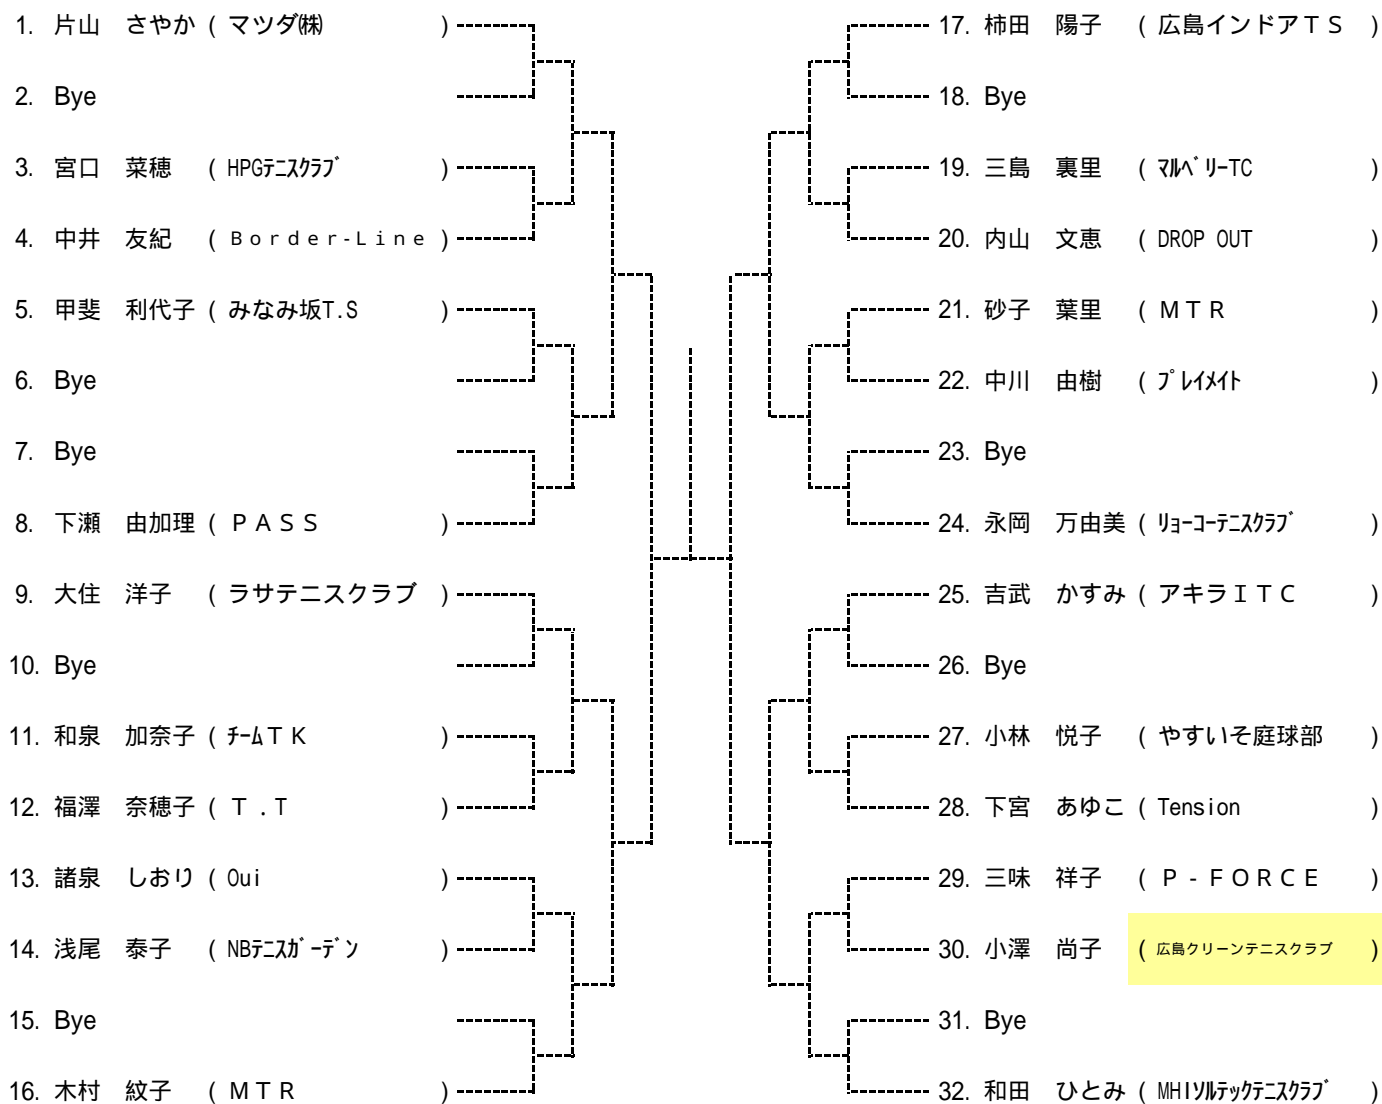 1. 片山　さやか ( マツダ㈱ )
2. Bye
3. 宮口　菜穂 ( HPGﾃﾆｽｸﾗﾌﾞ )
4. 中井　友紀 ( Ｂｏｒｄｅｒ-Ｌｉｎｅ )
5. 甲斐　利代子 ( みなみ坂T.S )
6. Bye
7. Bye
8. 下瀬　由加理 ( ＰＡＳＳ )
9. 大住　洋子 ( ラサテニスクラブ )
10. Bye
11. 和泉　加奈子 ( ﾁｰﾑＴＫ )
12. 福澤　奈穂子 ( Ｔ．Ｔ )
13. 諸泉　しおり ( Oui )
14. 浅尾　泰子 ( NBﾃﾆｽｶﾞｰﾃﾞﾝ )
15. Bye
16. 木村　紋子 ( ＭＴＲ )
17. 柿田　陽子 ( 広島インドアＴＳ )
18. Bye
19. 三島　裏里 ( ﾏﾙﾍﾞﾘｰTC )
20. 内山　文恵 ( DROP OUT )
21. 砂子　葉里 ( ＭＴＲ )
22. 中川　由樹 ( ﾌﾟﾚｲﾒｲﾄ )
23. Bye
24. 永岡　万由美 ( ﾘｮｰｺｰﾃﾆｽｸﾗﾌﾞ )
25. 吉武　かすみ ( アキラＩＴＣ )
26. Bye
27. 小林　悦子 ( やすいそ庭球部 )
28. 下宮　あゆこ ( Tension )
29. 三味　祥子 ( Ｐ-ＦＯＲＣＥ )
30. 小澤　尚子 ( 広島クリーンテニスクラブ )
31. Bye
32. 和田　ひとみ ( MHIｿﾙﾃｯｸﾃﾆｽｸﾗﾌﾞ )